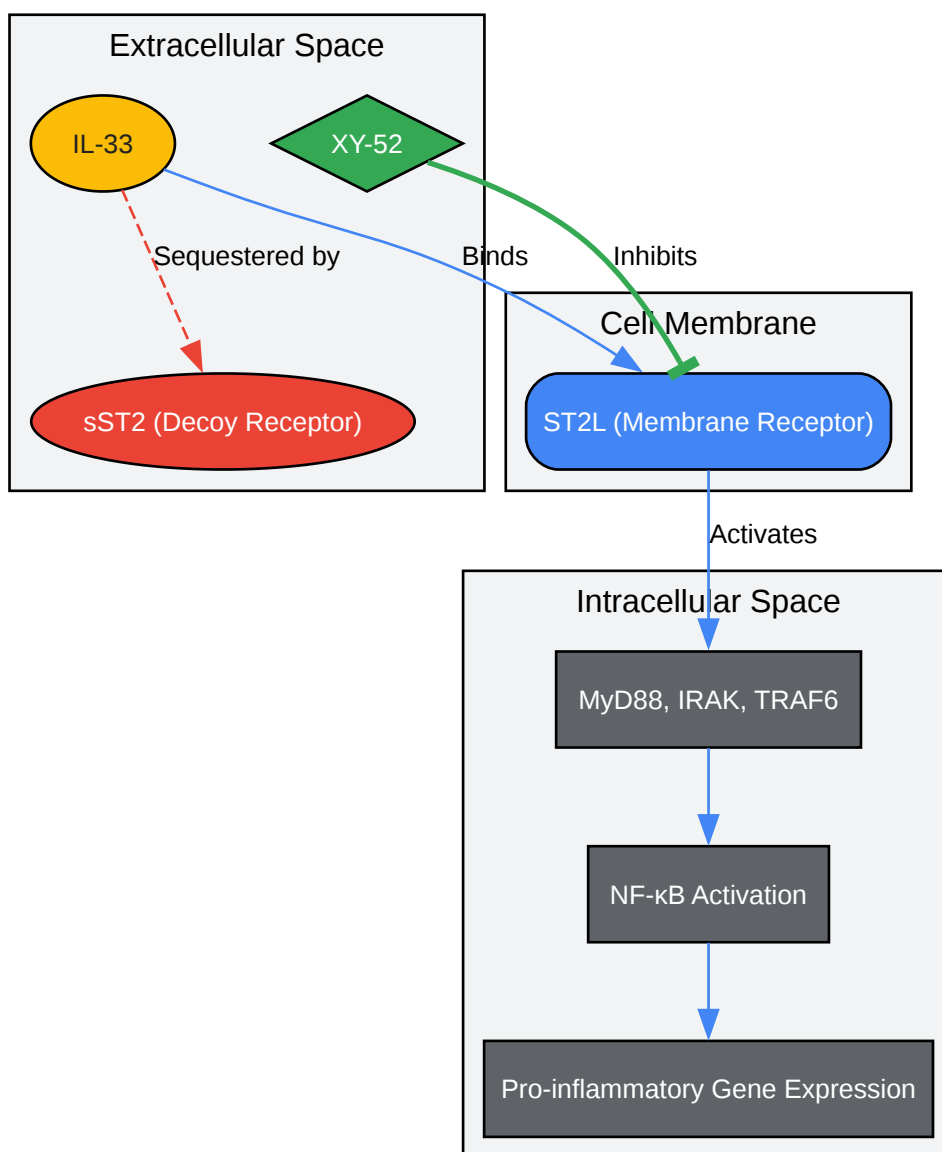 Extracellular Space
IL-33
XY-52
Sequestered by
Binds
Inhibits
Cell Membrane
sST2 (Decoy Receptor)
ST2L (Membrane Receptor)
Activates
Intracellular Space
MyD88, IRAK, TRAF6
NF-κB Activation
Pro-inflammatory Gene Expression